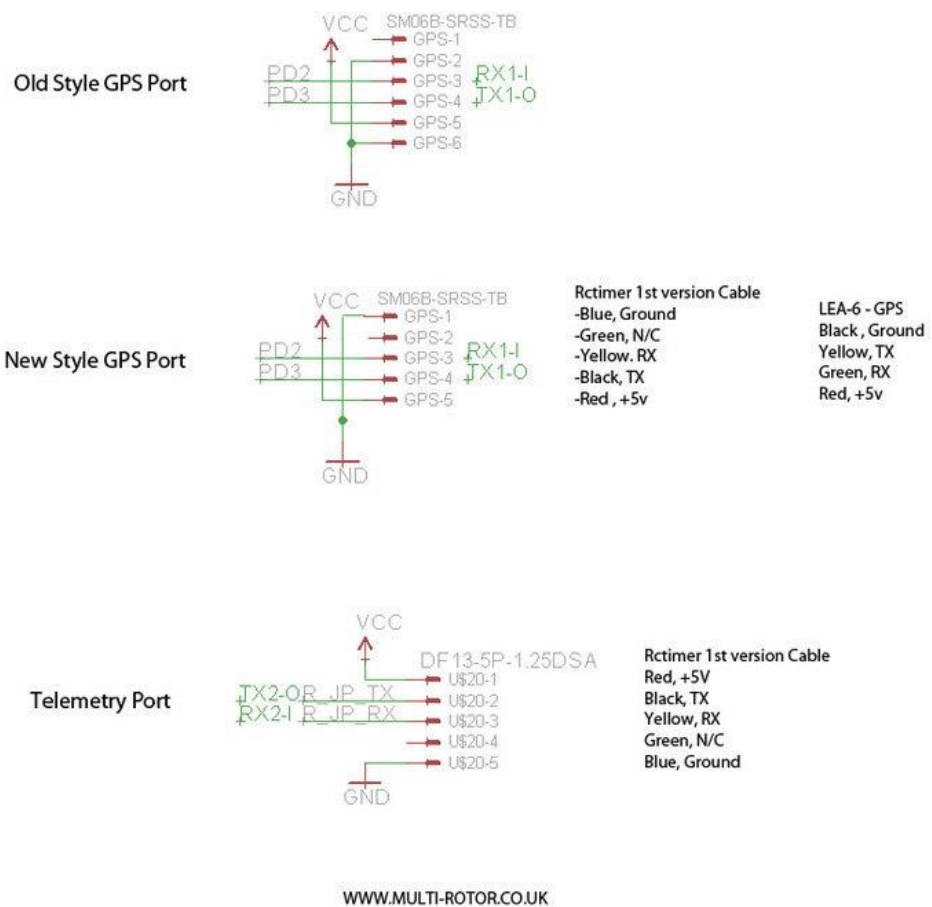 Old Style GPS Port
VCC
SM06B-SRSS-TB
GPS-1
GPS-2
PD2 GPS-3 RX1-I
PD3 GPS-4 TX1-O
GPS-5
GPS-6
GND
New Style GPS Port
VCC
SM06B-SRSS-TB
GPS-1
GPS-2
PD2 GPS-3 RX1-I
PD3 GPS-4 TX1-O
GPS-5
GND
Rctimer 1st version Cable
-Blue, Ground
-Green, N/C
-Yellow. RX
-Black, TX
-Red , +5v
LEA-6 - GPS
Black , Ground
Yellow, TX
Green, RX
Red, +5v
Telemetry Port
VCC
DF13-5P-1.25DSA
U$20-1
TX2-O R_JP_TX U$20-2
RX2-I R_JP_RX U$20-3
U$20-4
U$20-5
GND
Rctimer 1st version Cable
Red, +5V
Black, TX
Yellow, RX
Green, N/C
Blue, Ground
WWW.MULTI-ROTOR.CO.UK